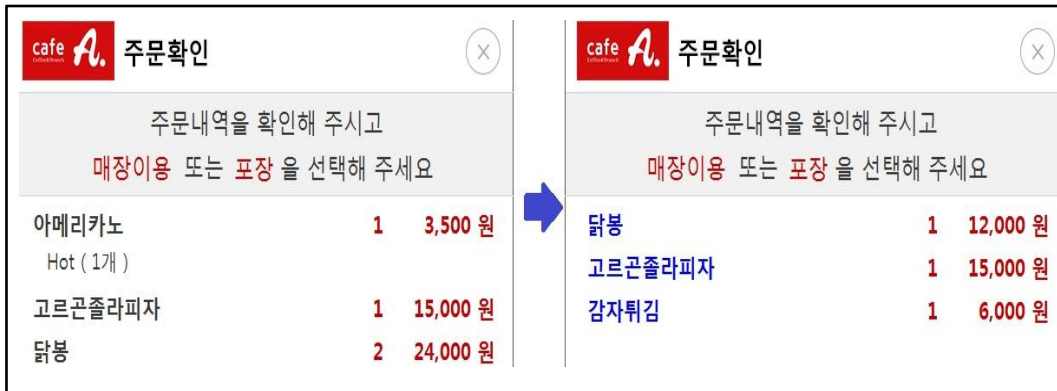 cafe A. 주문확인
주문내역을 확인해 주시고
매장이용 또는 포장 을 선택해 주세요
아메리카노 1 3,500 원
Hot ( 1개 )
고르곤졸라피자 1 15,000 원
닭봉 2 24,000 원
cafe A. 주문확인
주문내역을 확인해 주시고
매장이용 또는 포장 을 선택해 주세요
닭봉 1 12,000 원
고르곤졸라피자 1 15,000 원
감자튀김 1 6,000 원